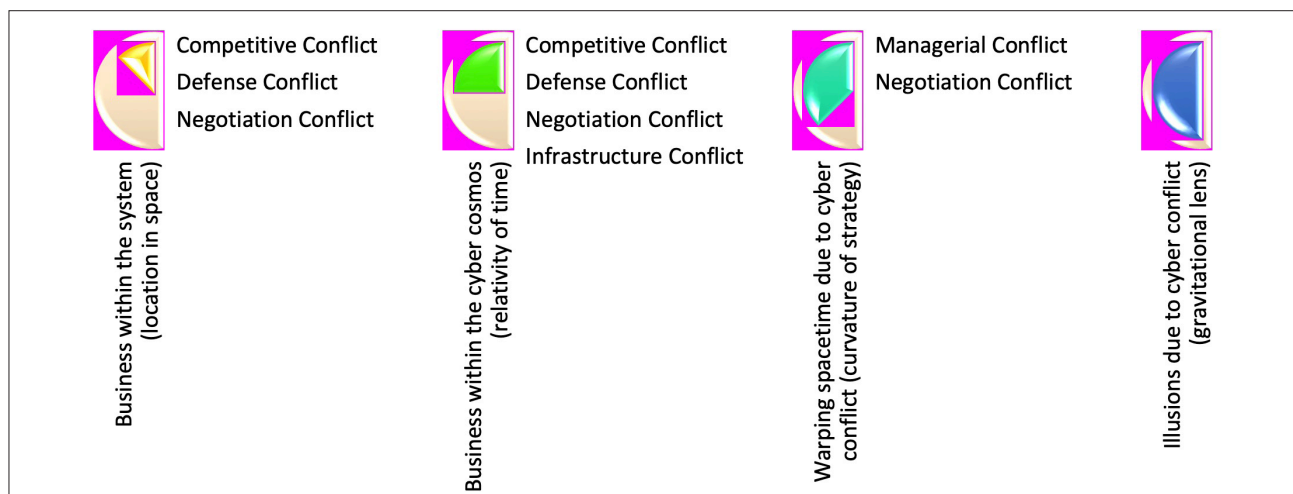 Competitive Conflict
Defense Conflict
Negotiation Conflict
Business within the system
(location in space)
Competitive Conflict
Defense Conflict
Negotiation Conflict
Infrastructure Conflict
Business within the cyber cosmos
(relativity of time)
Managerial Conflict
Negotiation Conflict
Warping spacetime due to cyber
conflict (curvature of strategy)
Illusions due to cyber conflict
(gravitational lens)